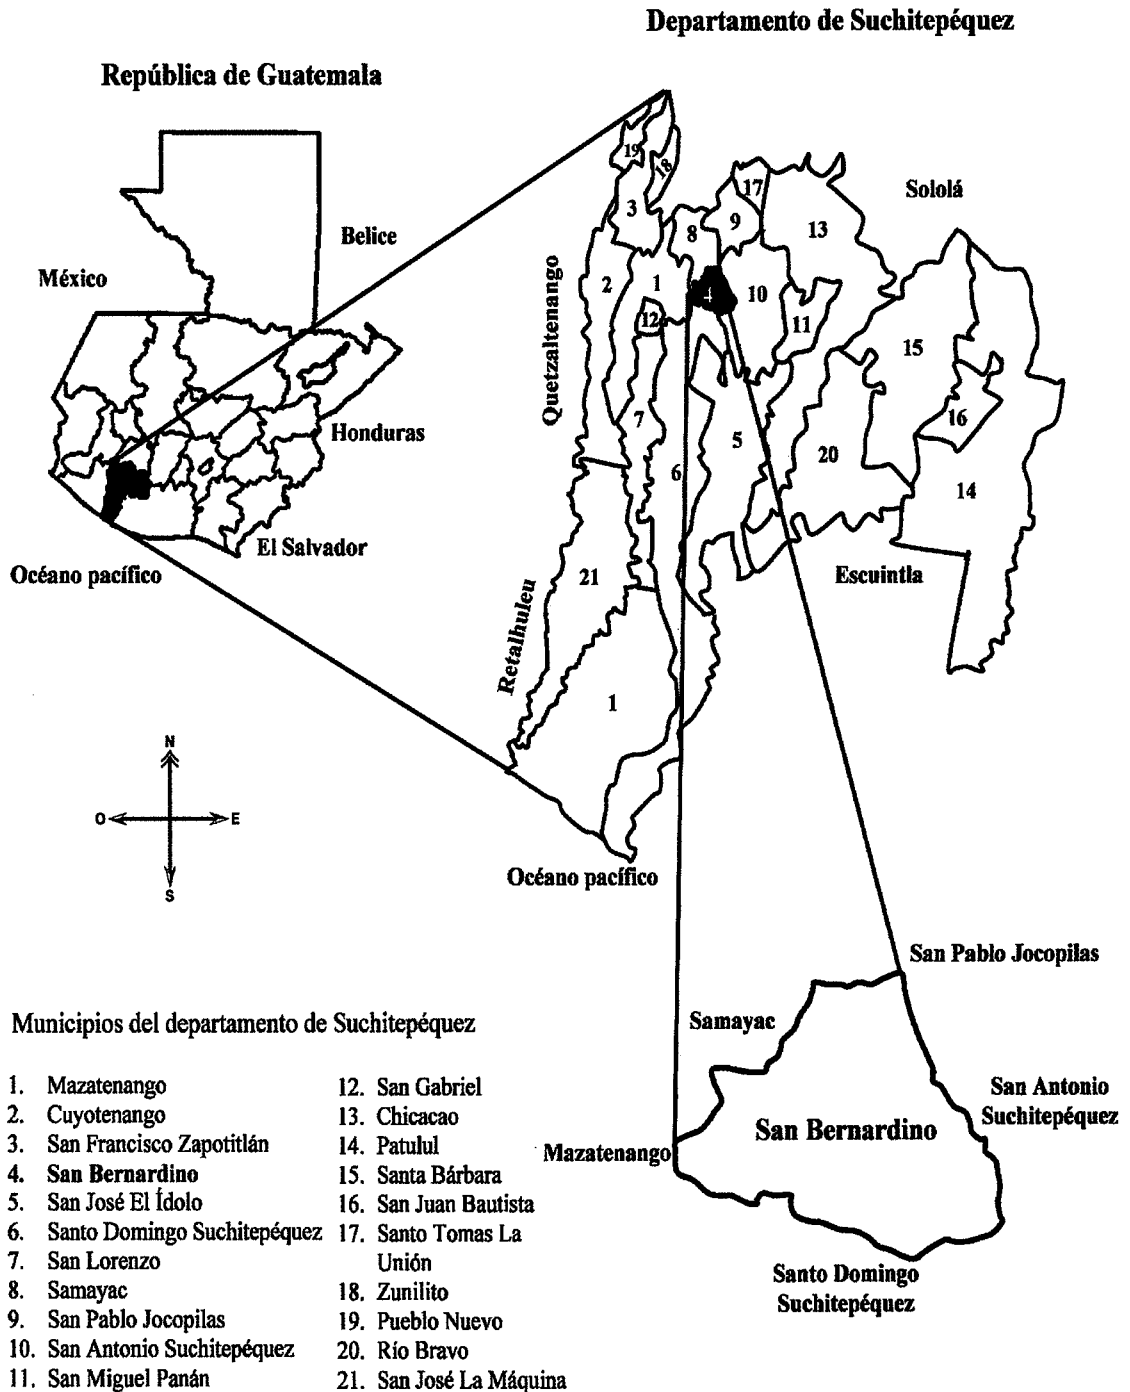 Departamento de Suchitepéquez
República de Guatemala
19
18
17
Sololá
3
9
13
8
Belice
México
Quetzaltenango
2
1
4
10
12
11
15
7
16
Honduras
5
20
6
14
El Salvador
Océano pacífico
21
Escuintla
Retalhuleu
1
N
O
E
S
Océano pacífico
San Pablo Jocopilas
Samayac
San Antonio
Suchitepéquez
San Bernardino
Mazatenango
Santo Domingo
Suchitepéquez
Municipios del departamento de Suchitepéquez
1. Mazatenango
2. Cuyotenango
3. San Francisco Zapotitlán
4. San Bernardino
5. San José El Ídolo
6. Santo Domingo Suchitepéquez
7. San Lorenzo
8. Samayac
9. San Pablo Jocopilas
10. San Antonio Suchitepéquez
11. San Miguel Panán
12. San Gabriel
13. Chicacao
14. Patulul
15. Santa Bárbara
16. San Juan Bautista
17. Santo Tomas La
Unión
18. Zunilito
19. Pueblo Nuevo
20. Río Bravo
21. San José La Máquina